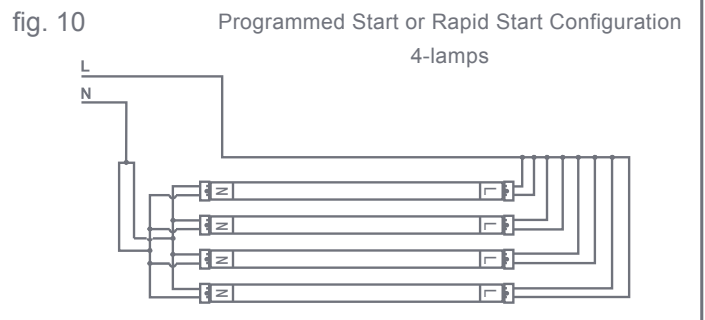 fig. 10
Programmed Start or Rapid Start Configuration
4-lamps
L
N
N L
N L
N L
N L